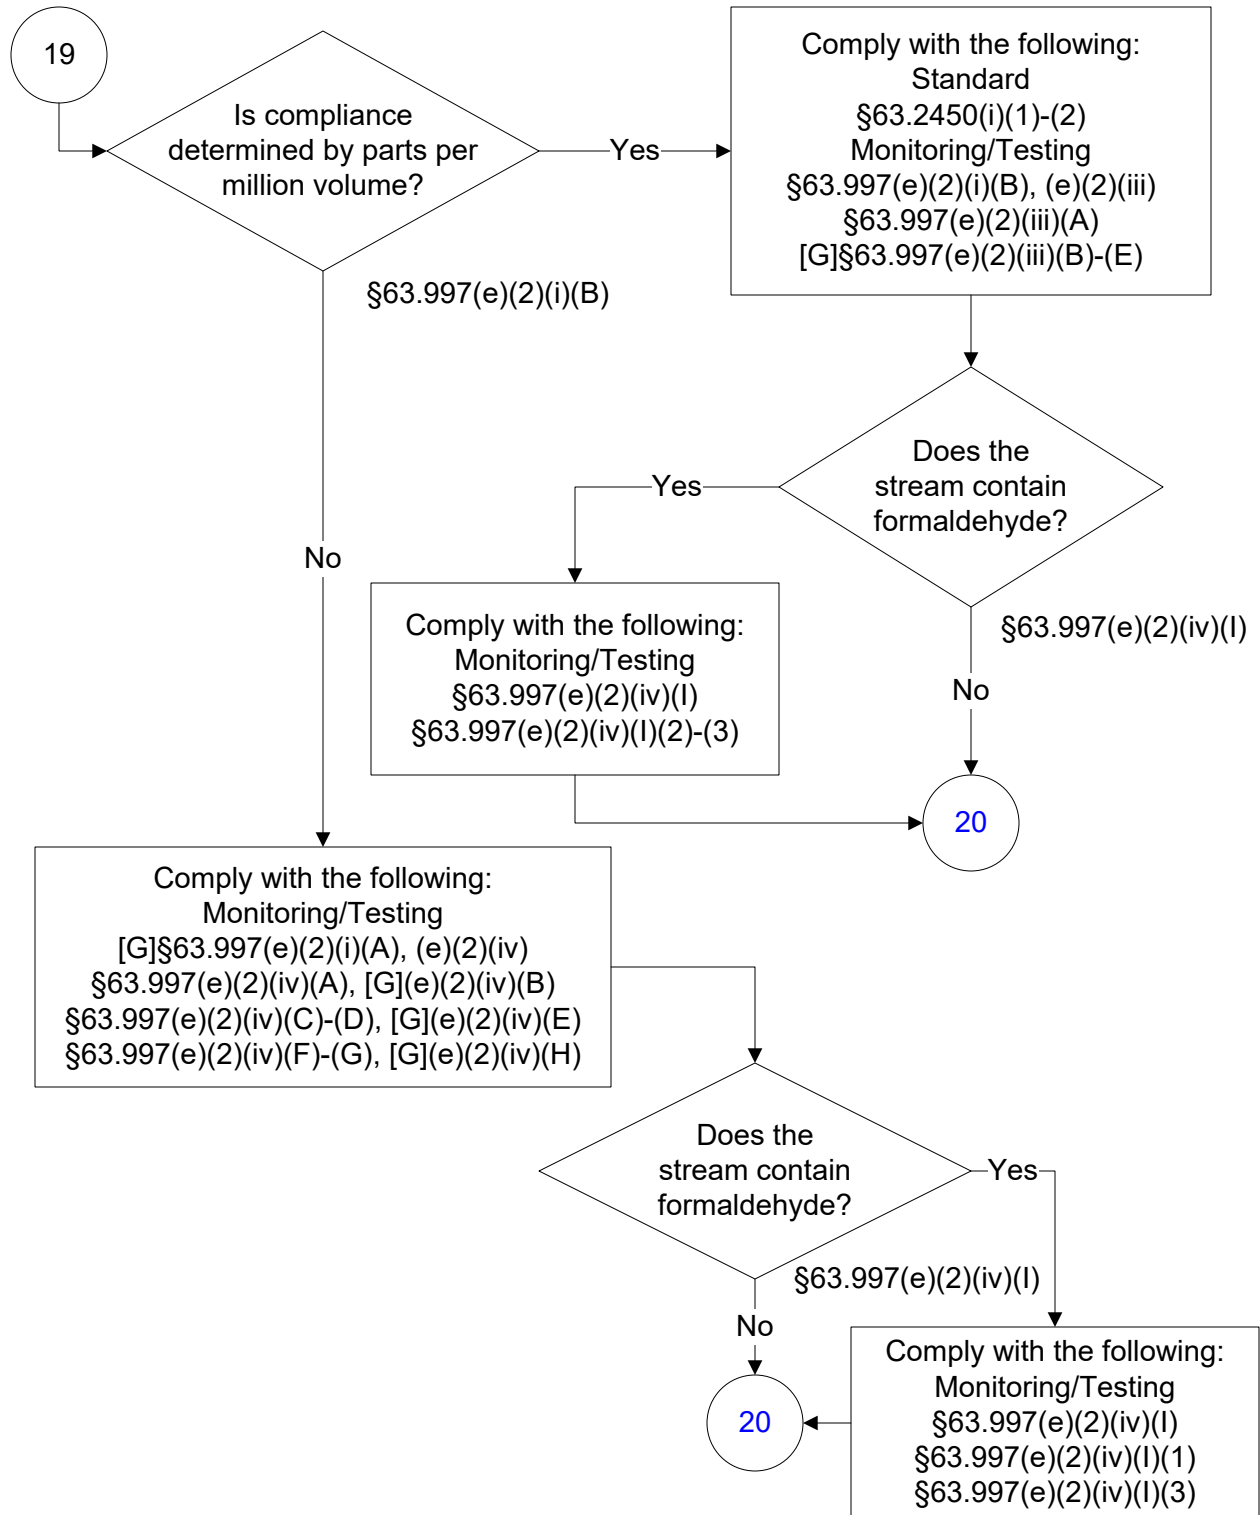 19
Is compliance
determined by parts per
million volume?
Yes
Comply with the following:
Standard
§63.2450(i)(1)-(2)
Monitoring/Testing
§63.997(e)(2)(i)(B), (e)(2)(iii)
§63.997(e)(2)(iii)(A)
[G]§63.997(e)(2)(iii)(B)-(E)
§63.997(e)(2)(i)(B)
Does the
stream contain
formaldehyde?
Yes
No
Comply with the following:
Monitoring/Testing
§63.997(e)(2)(iv)(I)
§63.997(e)(2)(iv)(I)(2)-(3)
§63.997(e)(2)(iv)(I)
No
20
Comply with the following:
Monitoring/Testing
[G]§63.997(e)(2)(i)(A), (e)(2)(iv)
§63.997(e)(2)(iv)(A), [G](e)(2)(iv)(B)
§63.997(e)(2)(iv)(C)-(D), [G](e)(2)(iv)(E)
§63.997(e)(2)(iv)(F)-(G), [G](e)(2)(iv)(H)
Does the
stream contain
formaldehyde?
Yes
§63.997(e)(2)(iv)(I)
No
20
Comply with the following:
Monitoring/Testing
§63.997(e)(2)(iv)(I)
§63.997(e)(2)(iv)(I)(1)
§63.997(e)(2)(iv)(I)(3)